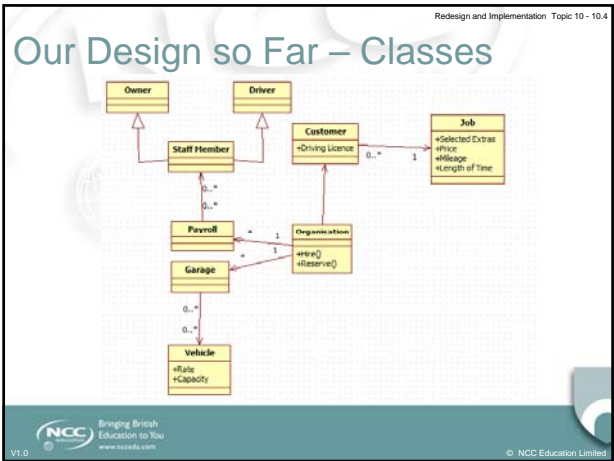 Redesign and Implementation Topic 10 - 10.4
Our Design so Far – Classes
Owner
Driver
Customer
+Driving Licence
Job
+Selected Extras
+Price
+Mileage
+Length of Time
0..*
1
Staff Member
0..*
0..*
Payroll
*
1
Organisation
+Hire()
+Reserve()
*
1
Garage
0..*
0..*
Vehicle
+Rate
+Capacity
NCC
education
Bringing British
Education to You
www.nccedu.com
V1.0
© NCC Education Limited